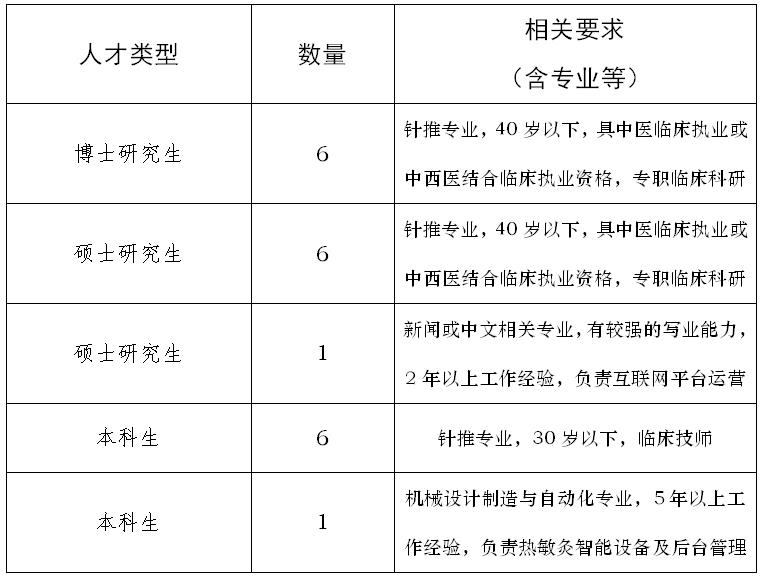 人才类型
数量
相关要求
（含专业等）
博士研究生
6
针推专业，40岁以下，具中医临床执业或
中西医结合临床执业资格，专职临床科研
硕士研究生
6
针推专业，40岁以下，具中医临床执业或
中西医结合临床执业资格，专职临床科研
硕士研究生
1
新闻或中文相关专业，有较强的写业能力，
2年以上工作经验，负责互联网平台运营
本科生
6
针推专业，30岁以下，临床技师
本科生
1
机械设计制造与自动化专业，5年以上工
作经验，负责热敏灸智能设备及后台管理